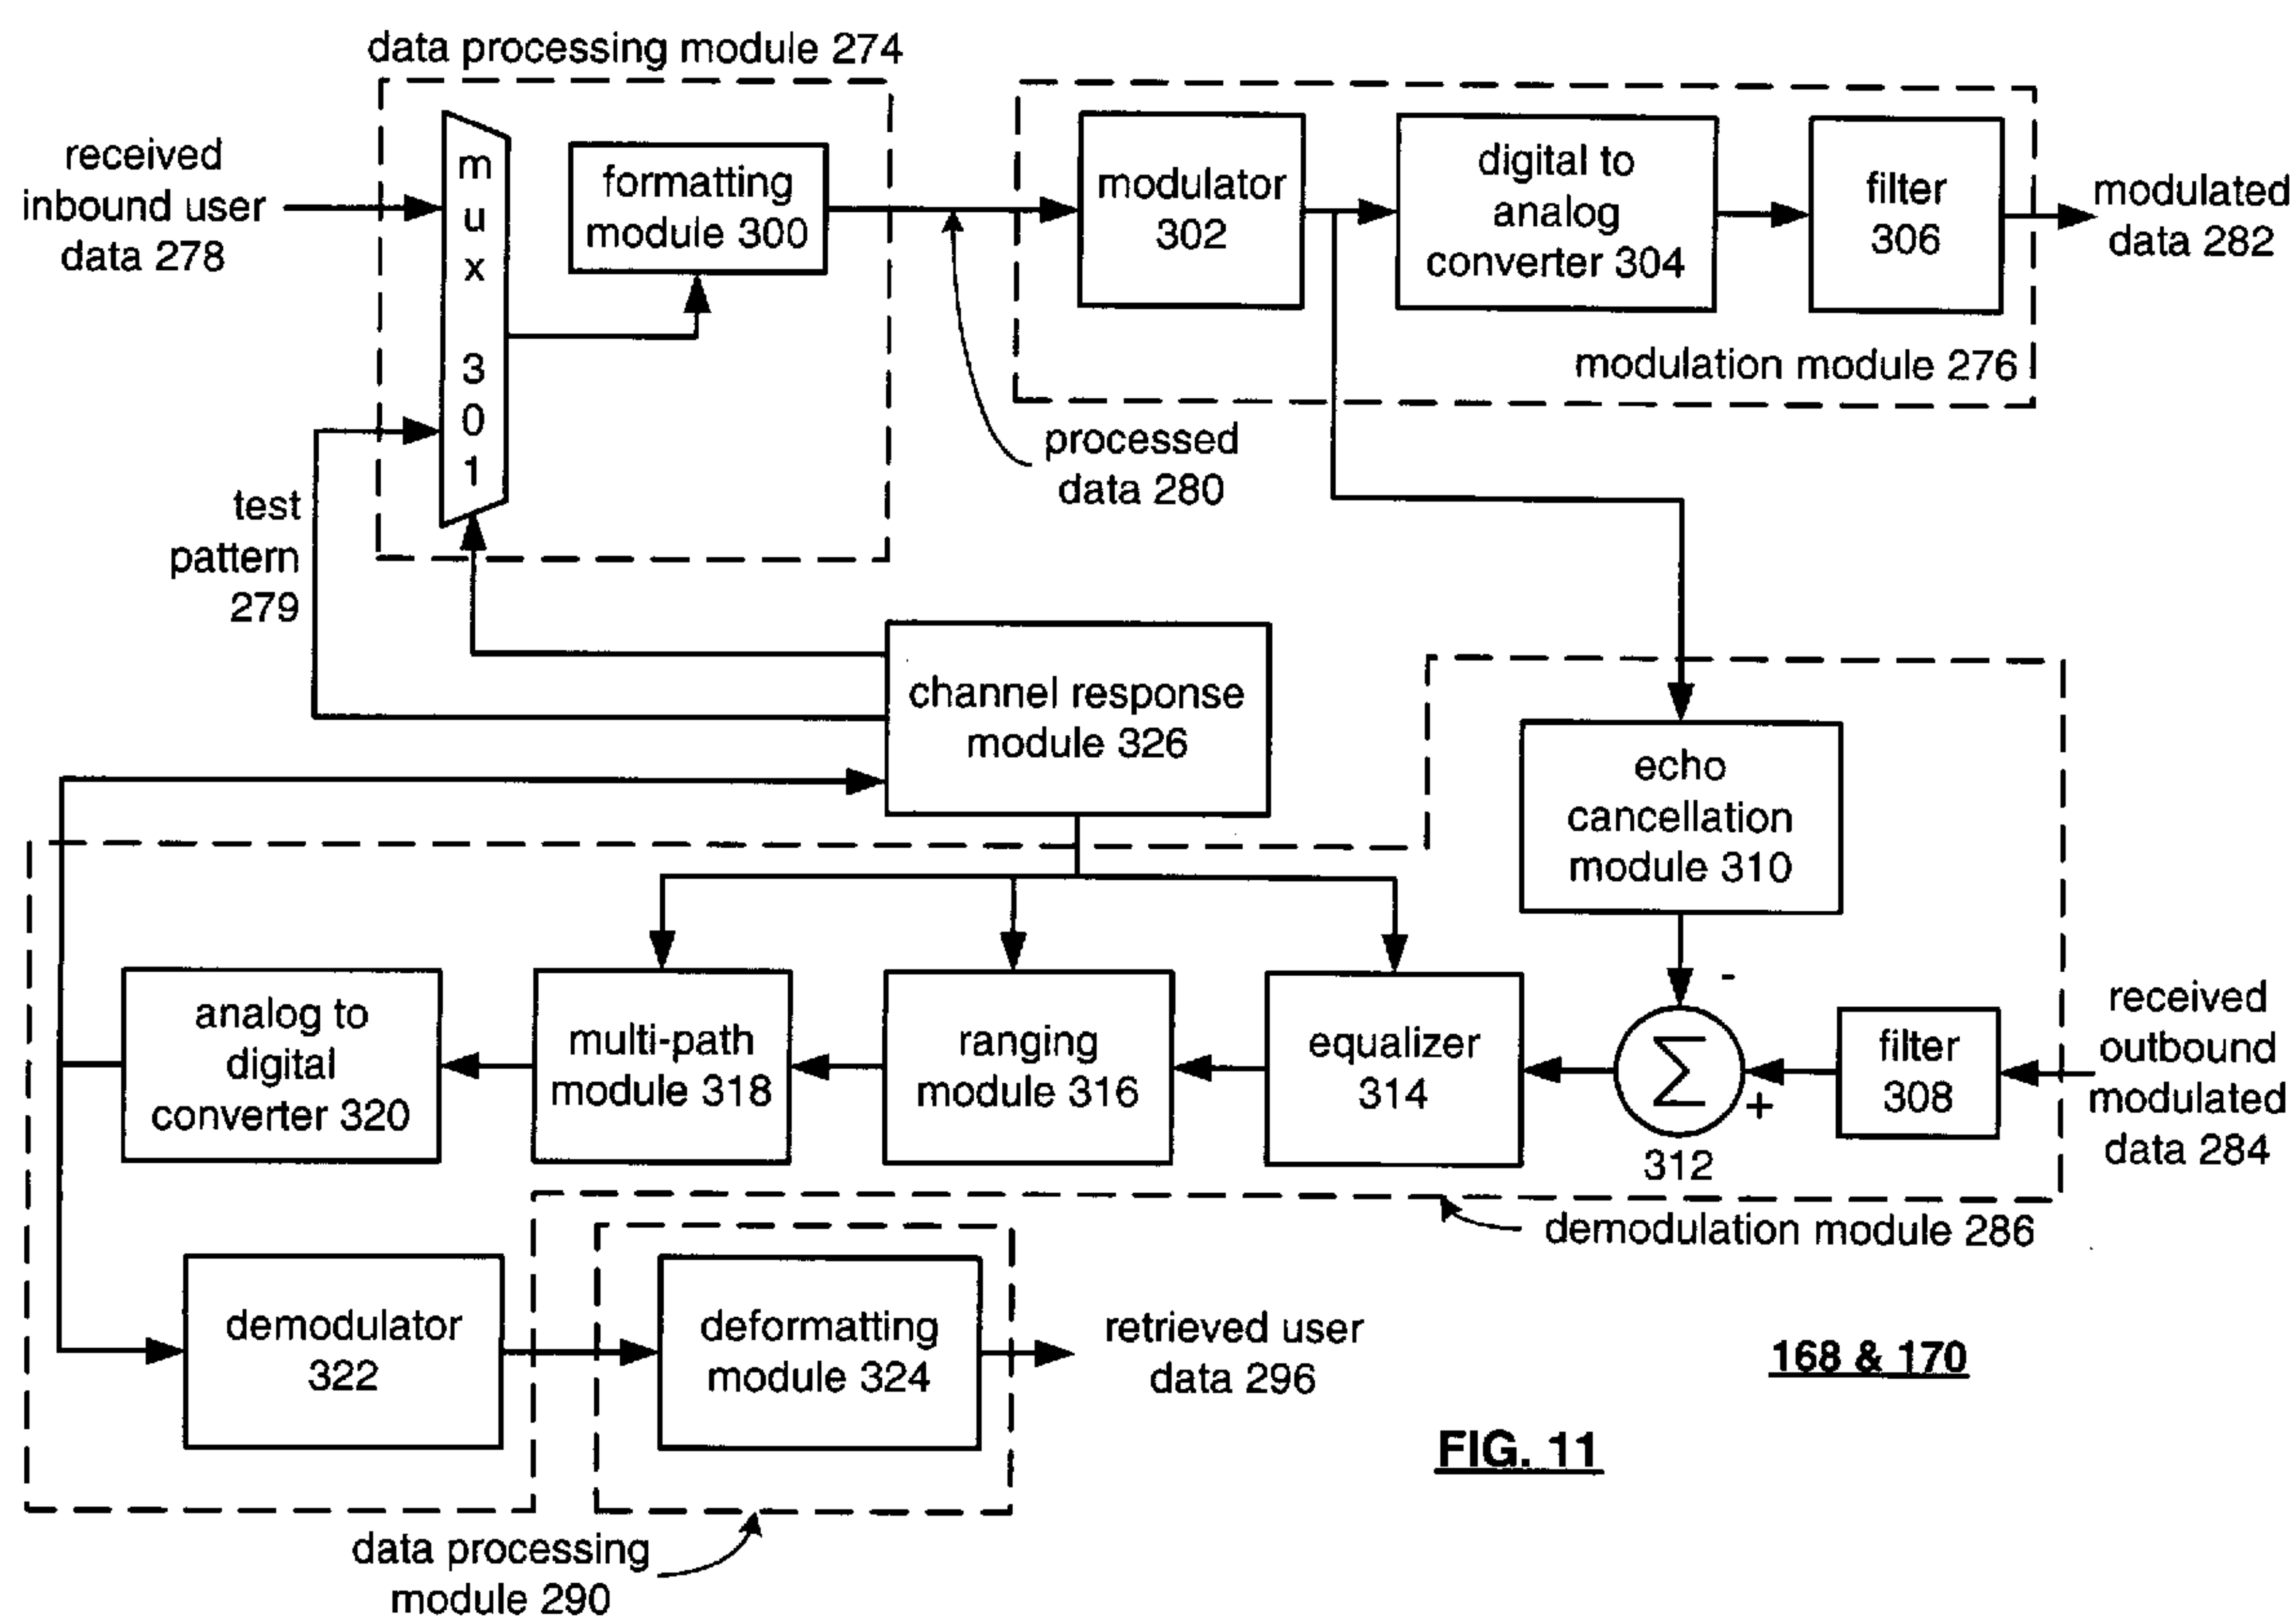 data processing module 274
received
inbound user
data 278
m
u
x
3
0
1
formatting
module 300
modulator
302
digital to
analog
converter 304
filter
306
modulated
data 282
modulation module 276
processed
data 280
test
pattern
279
channel response
module 326
echo
cancellation
module 310
analog to
digital
converter 320
multi-path
module 318
ranging
module 316
equalizer
314
-
Σ
+
312
filter
308
received
outbound
modulated
data 284
demodulation module 286
demodulator
322
deformatting
module 324
retrieved user
data 296
168 & 170
FIG. 11
data processing
module 290